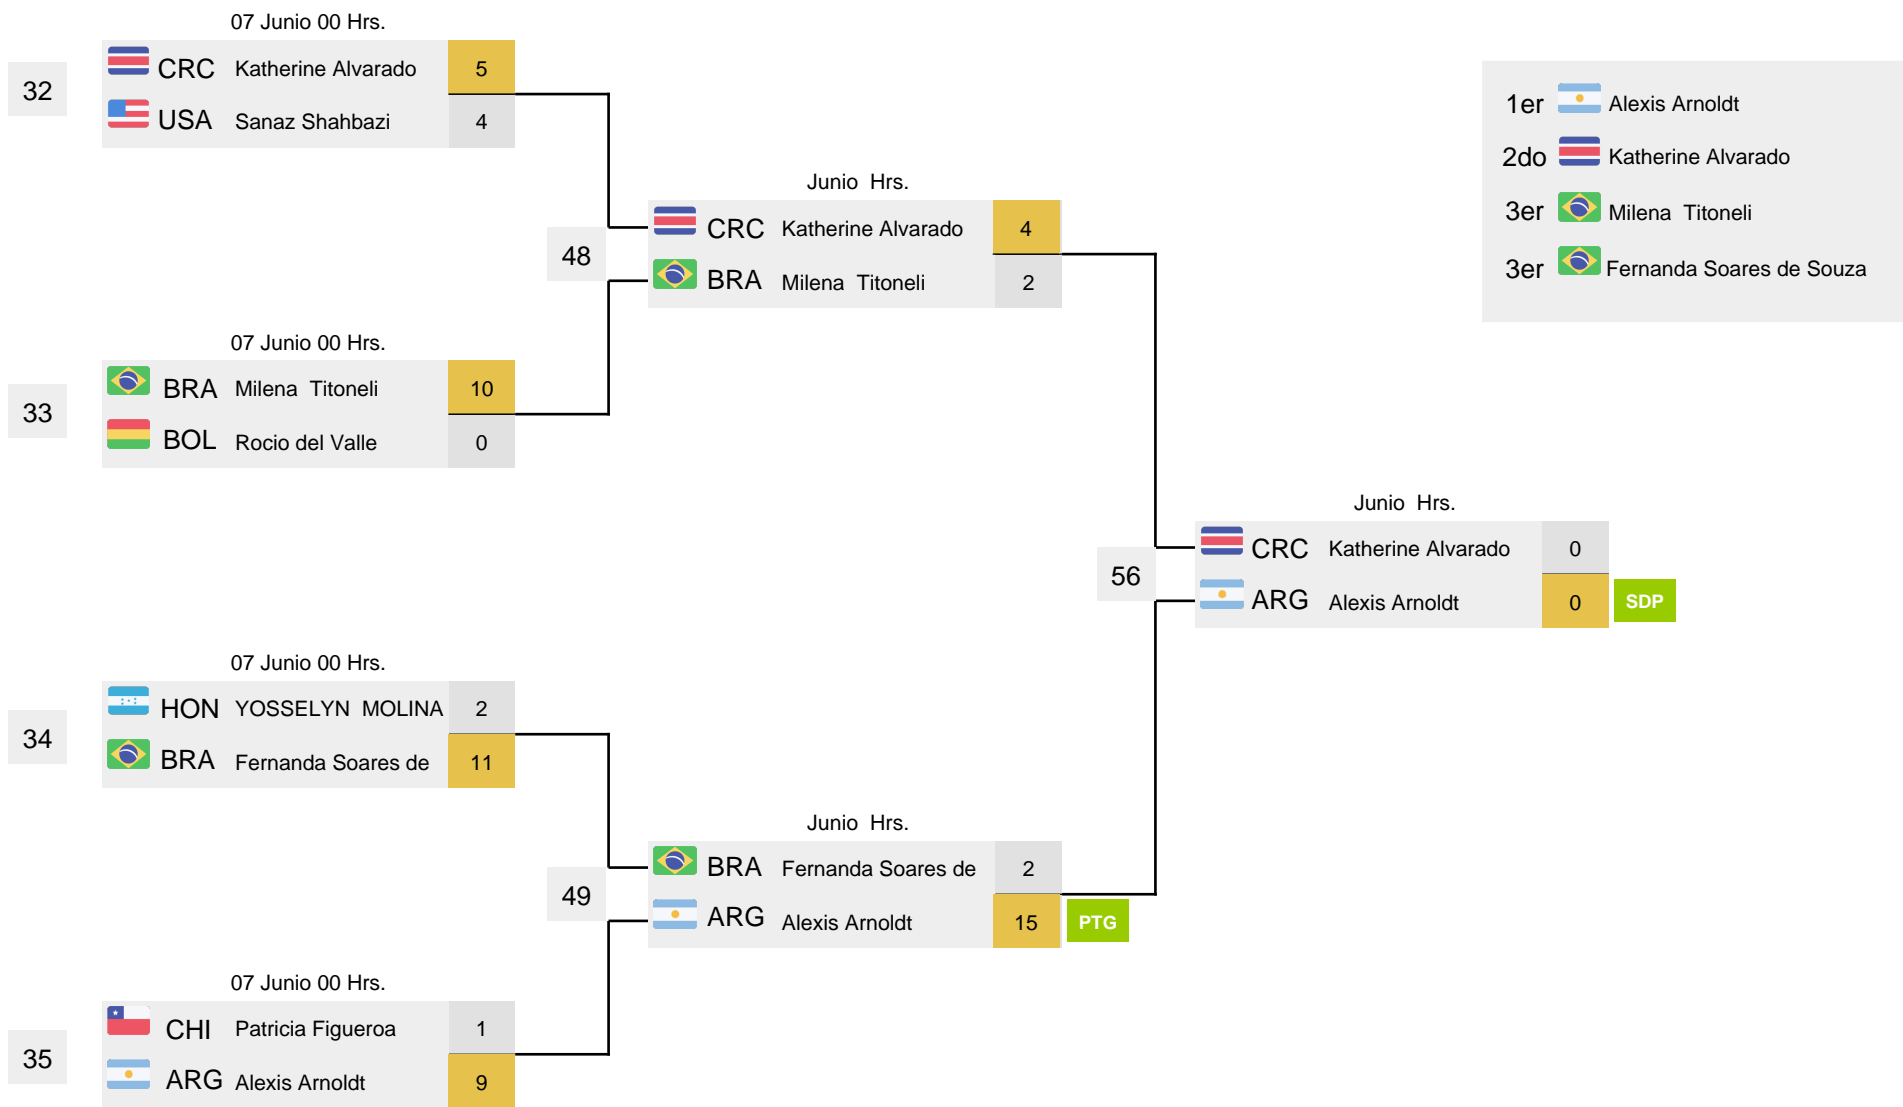 07 Junio 00 Hrs.
32
CRC Katherine Alvarado 5
USA Sanaz Shahbazi 4
07 Junio 00 Hrs.
33
BRA Milena Titoneli 10
BOL Rocio del Valle 0
07 Junio 00 Hrs.
34
HON YOSSELYN MOLINA 2
BRA Fernanda Soares de 11
07 Junio 00 Hrs.
35
CHI Patricia Figueroa 1
ARG Alexis Arnoldt 9
Junio Hrs.
48
CRC Katherine Alvarado 4
BRA Milena Titoneli 2
Junio Hrs.
49
BRA Fernanda Soares de 2
ARG Alexis Arnoldt 15 PTG
Junio Hrs.
56
CRC Katherine Alvarado 0
ARG Alexis Arnoldt 0 SDP
1er Alexis Arnoldt
2do Katherine Alvarado
3er Milena Titoneli
3er Fernanda Soares de Souza